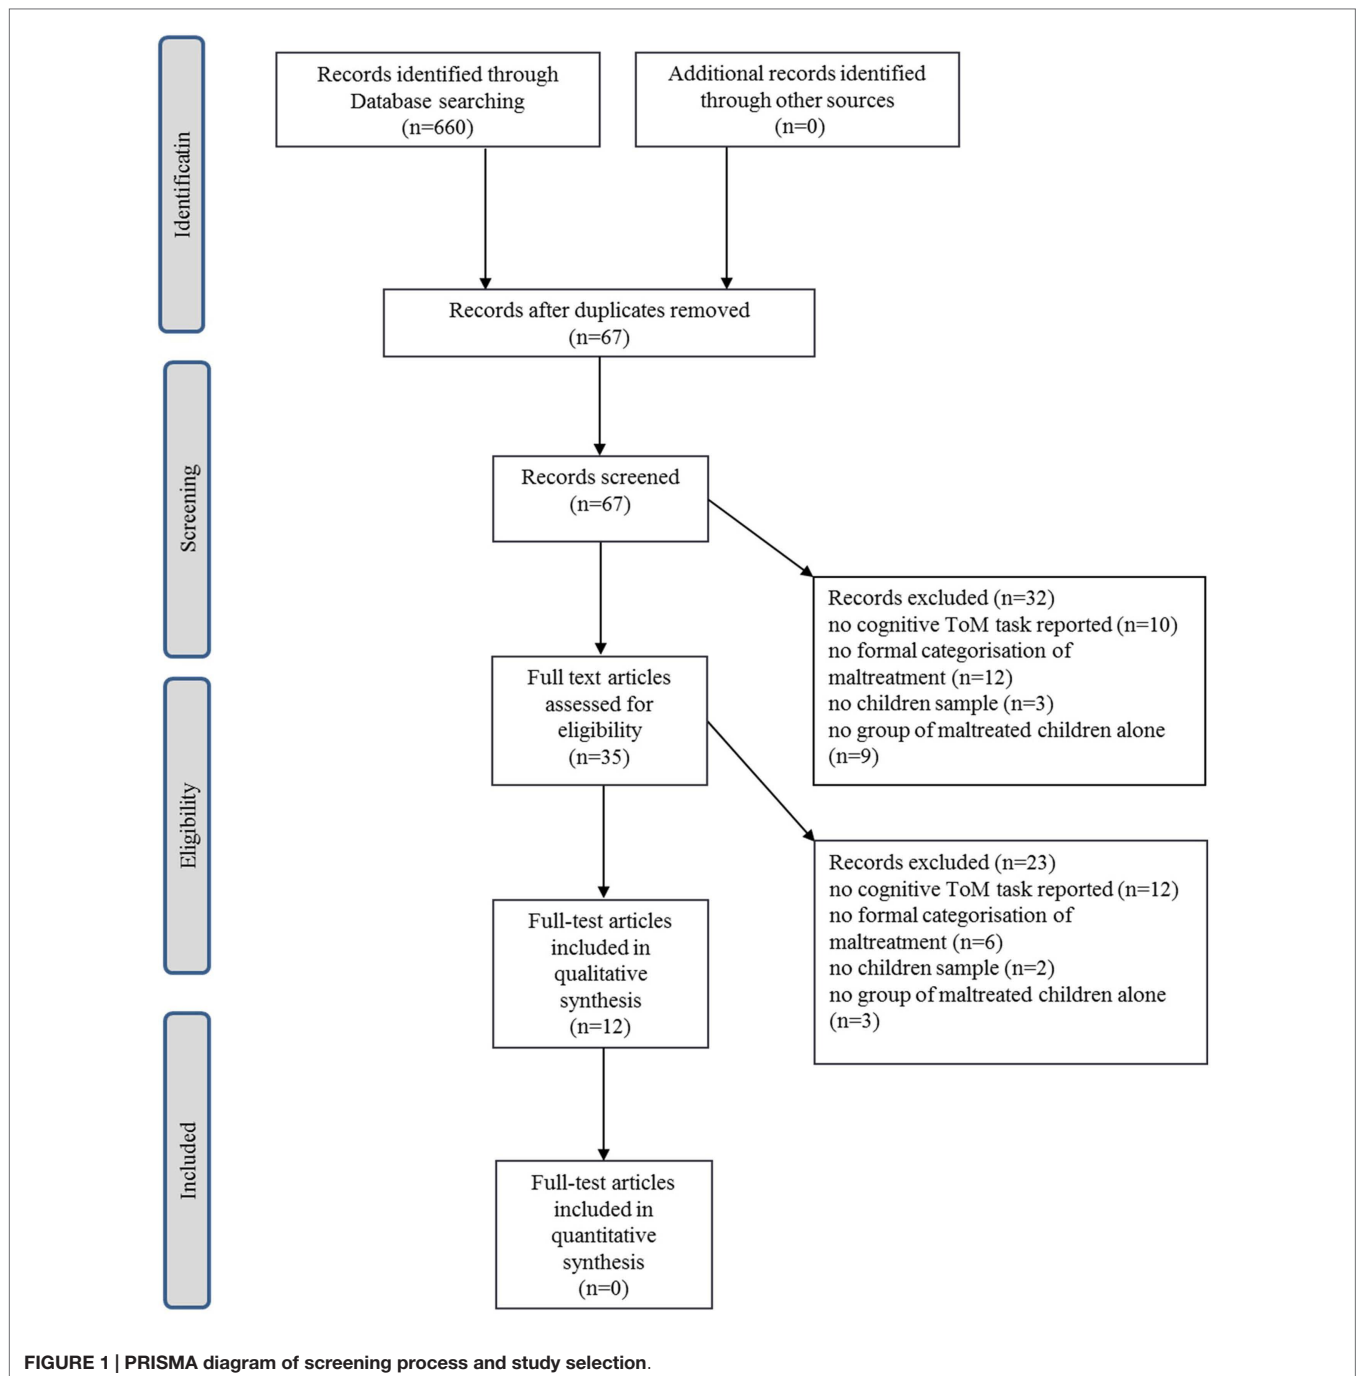 Identificatin
Records identified through
Database searching
(n=660)
Additional records identified
through other sources
(n=0)
Records after duplicates removed
(n=67)
Screening
Records screened
(n=67)
Records excluded (n=32)
no cognitive ToM task reported (n=10)
no formal categorisation of
maltreatment (n=12)
no children sample (n=3)
no group of maltreated children alone
(n=9)
Eligibility
Full text articles
assessed for
eligibility
(n=35)
Records excluded (n=23)
no cognitive ToM task reported (n=12)
no formal categorisation of
maltreatment (n=6)
no children sample (n=2)
no group of maltreated children alone
(n=3)
Full-test articles
included in
qualitative
synthesis
(n=12)
Included
Full-test articles
included in
quantitative
synthesis
(n=0)
FIGURE 1 | PRISMA diagram of screening process and study selection.